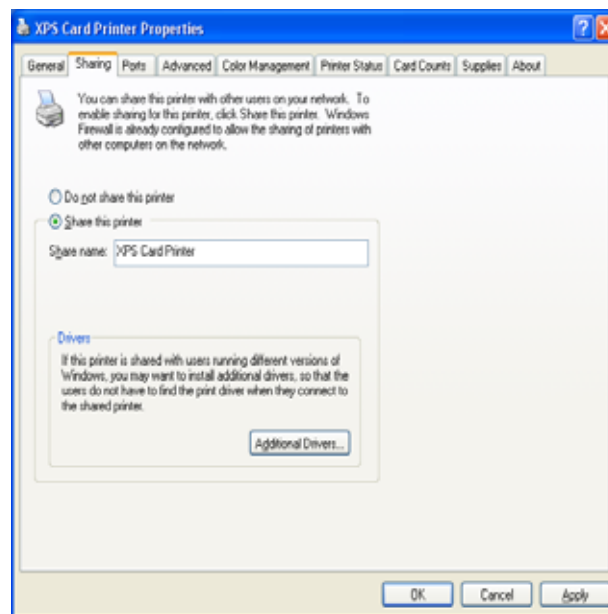 XPS Card Printer Properties
General Sharing Ports Advanced Color Management Printer Status Card Counts Supplies About
You can share this printer with other users on your network. To
enable sharing for this printer, click Share this printer. Windows
Firewall is already configured to allow the sharing of printers with
other computers on the network.
Do not share this printer
Share this printer
Share name: XPS Card Printer
Drivers
If this printer is shared with users running different versions of
Windows, you may want to install additional drivers, so that the
users do not have to find the print driver when they connect to
the shared printer.
Additional Drivers...
OK Cancel Apply